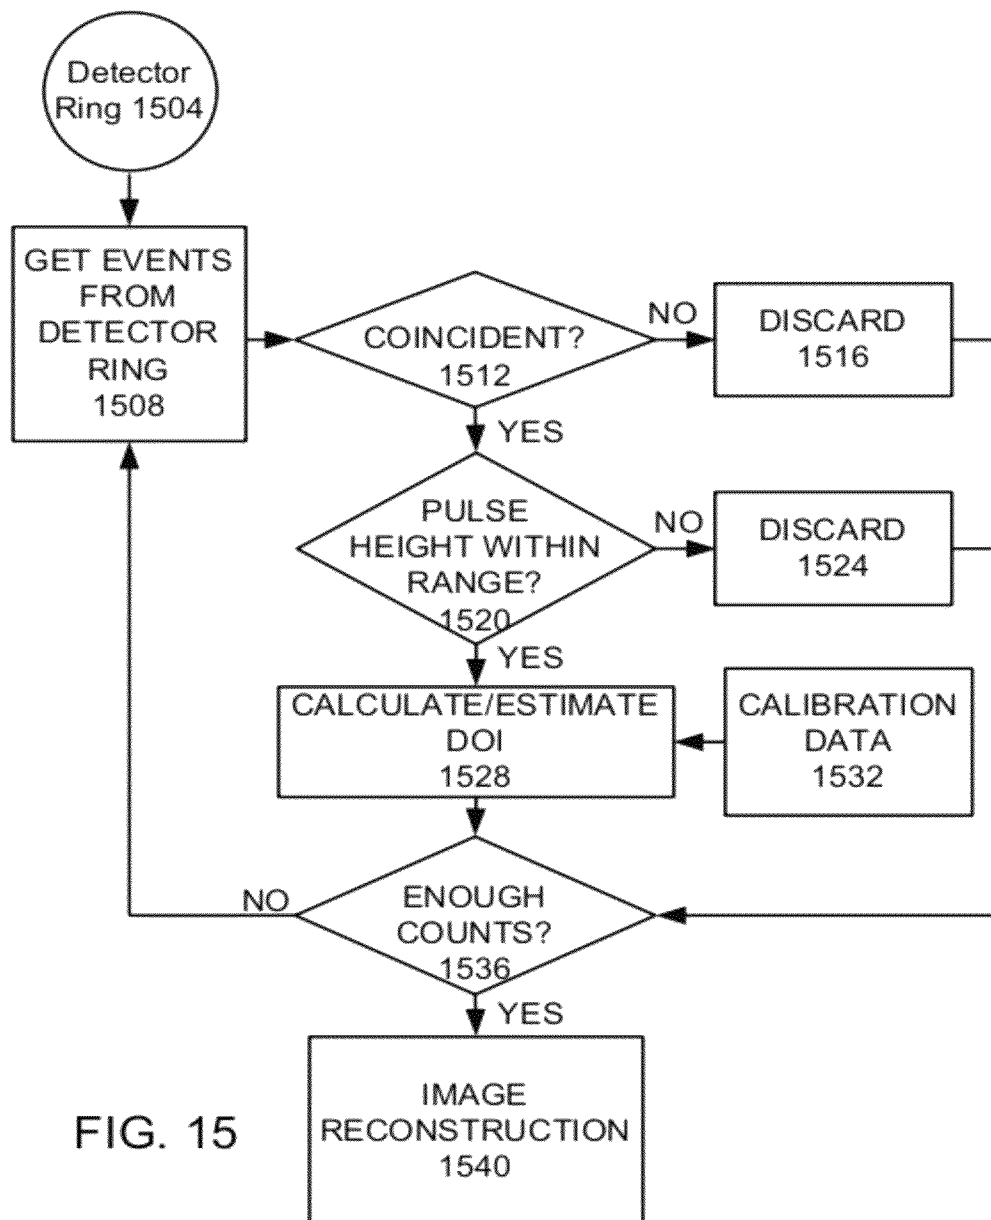 Detector
Ring 1504
GET EVENTS
FROM
DETECTOR
RING
1508
COINCIDENT?
1512
NO
DISCARD
1516
YES
PULSE
HEIGHT WITHIN
RANGE?
1520
NO
DISCARD
1524
YES
CALCULATE/ESTIMATE
DOI
1528
CALIBRATION
DATA
1532
NO
ENOUGH
COUNTS?
1536
YES
IMAGE
RECONSTRUCTION
1540
FIG. 15